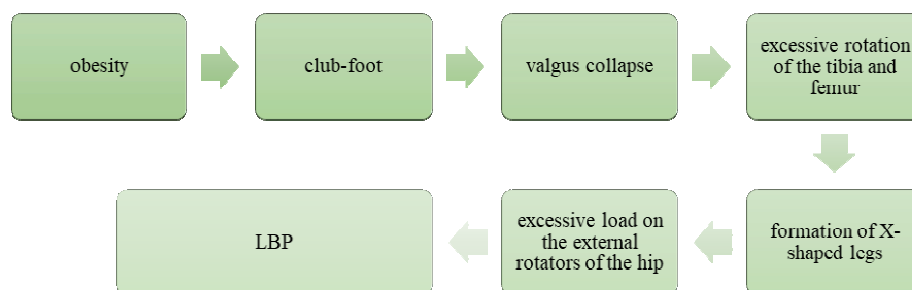 obesity
club-foot
valgus collapse
excessive rotation
of the tibia and
femur
formation of X-
shaped legs
excessive load on
the external
rotators of the hip
LBP